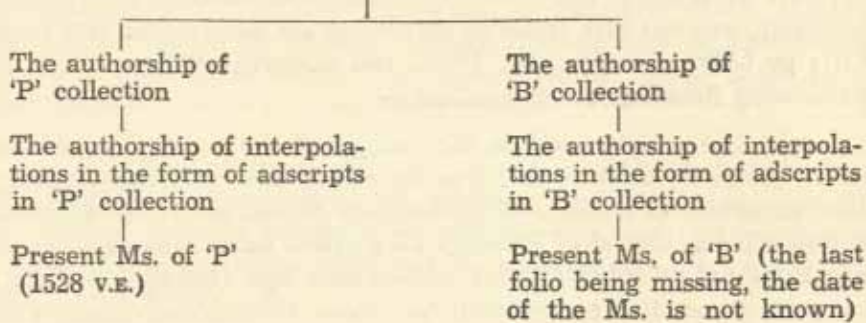 The authorship of
'P' collection
The authorship of interpola-
tions in the form of adscripts
in 'P' collection
Present Ms. of 'P'
(1528 V.E.)
The authorship of
'B' collection
The authorship of interpola-
tions in the form of adscripts
in 'B' collection
Present Ms. of 'B' (the last
folio being missing, the date
of the Ms. is not known)